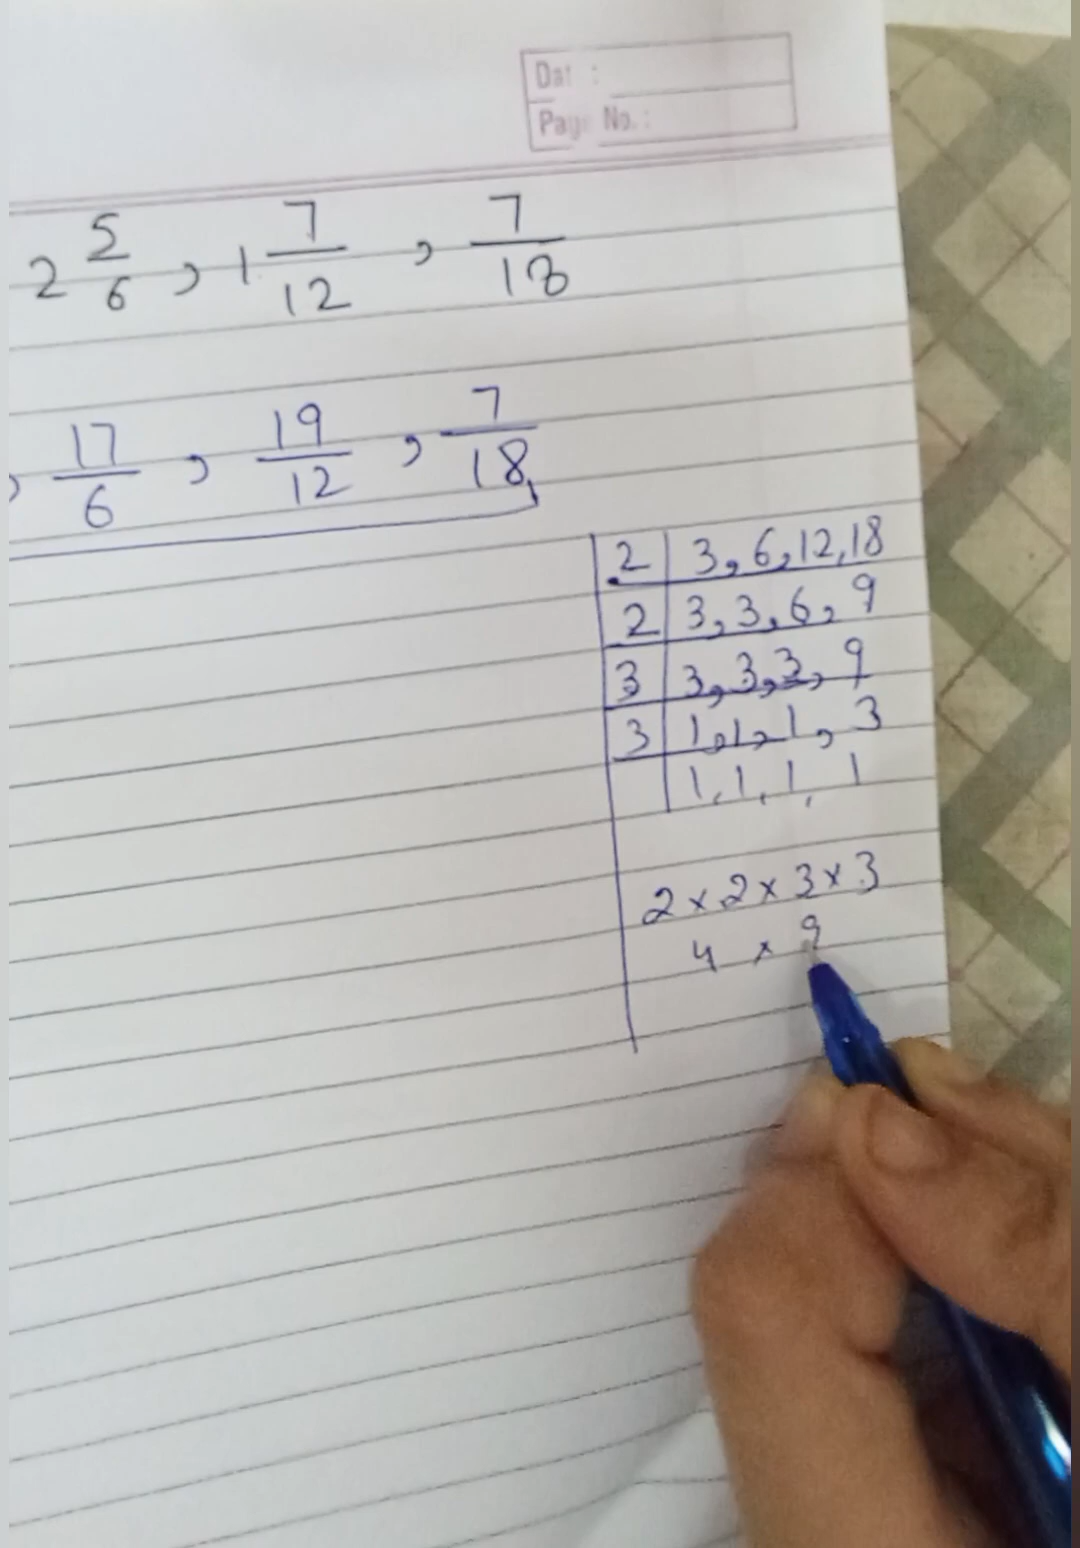 Dat :
Page No. :
2 5/6 , 1 7/12 , 7/18
, 17/6 , 19/12 , 7/18
2 | 3, 6, 12, 18
2 | 3, 3, 6, 9
3 | 3, 3, 3, 9
3 | 1, 1, 1, 3
1, 1, 1, 1
2 × 2 × 3 × 3
4 × 9